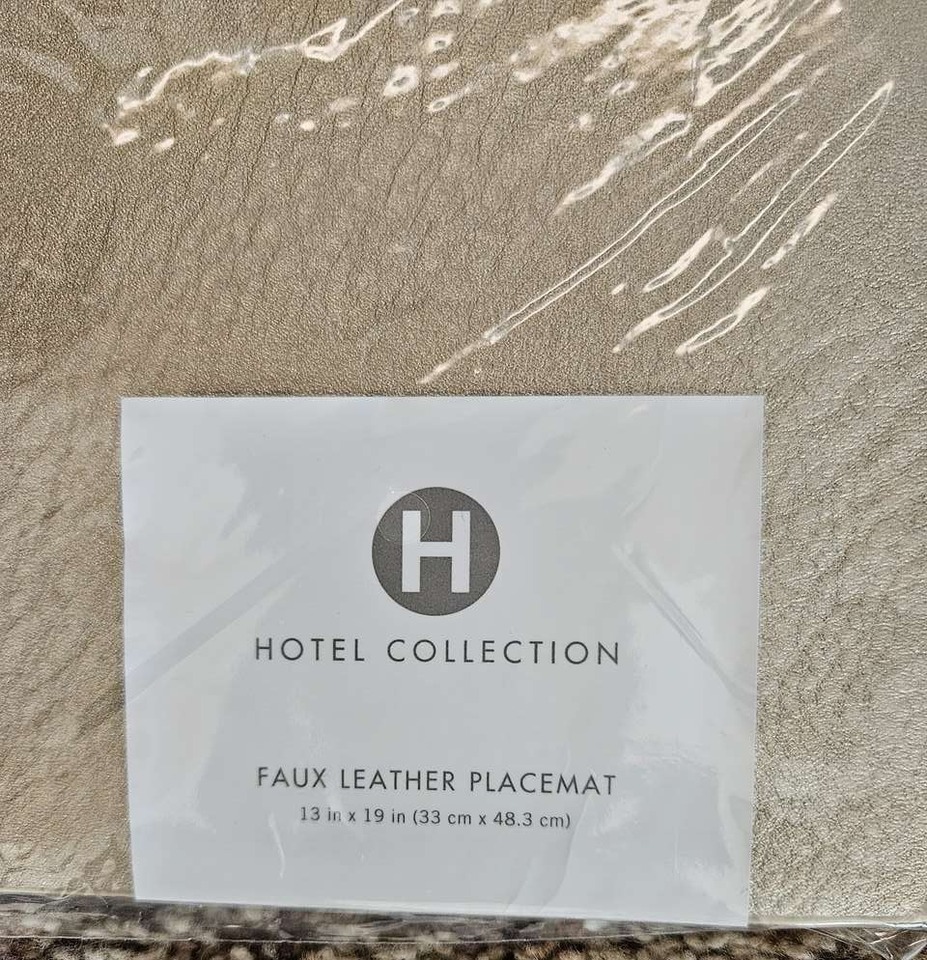 H
HOTEL COLLECTION
FAUX LEATHER PLACEMAT
13 in x 19 in (33 cm x 48.3 cm)